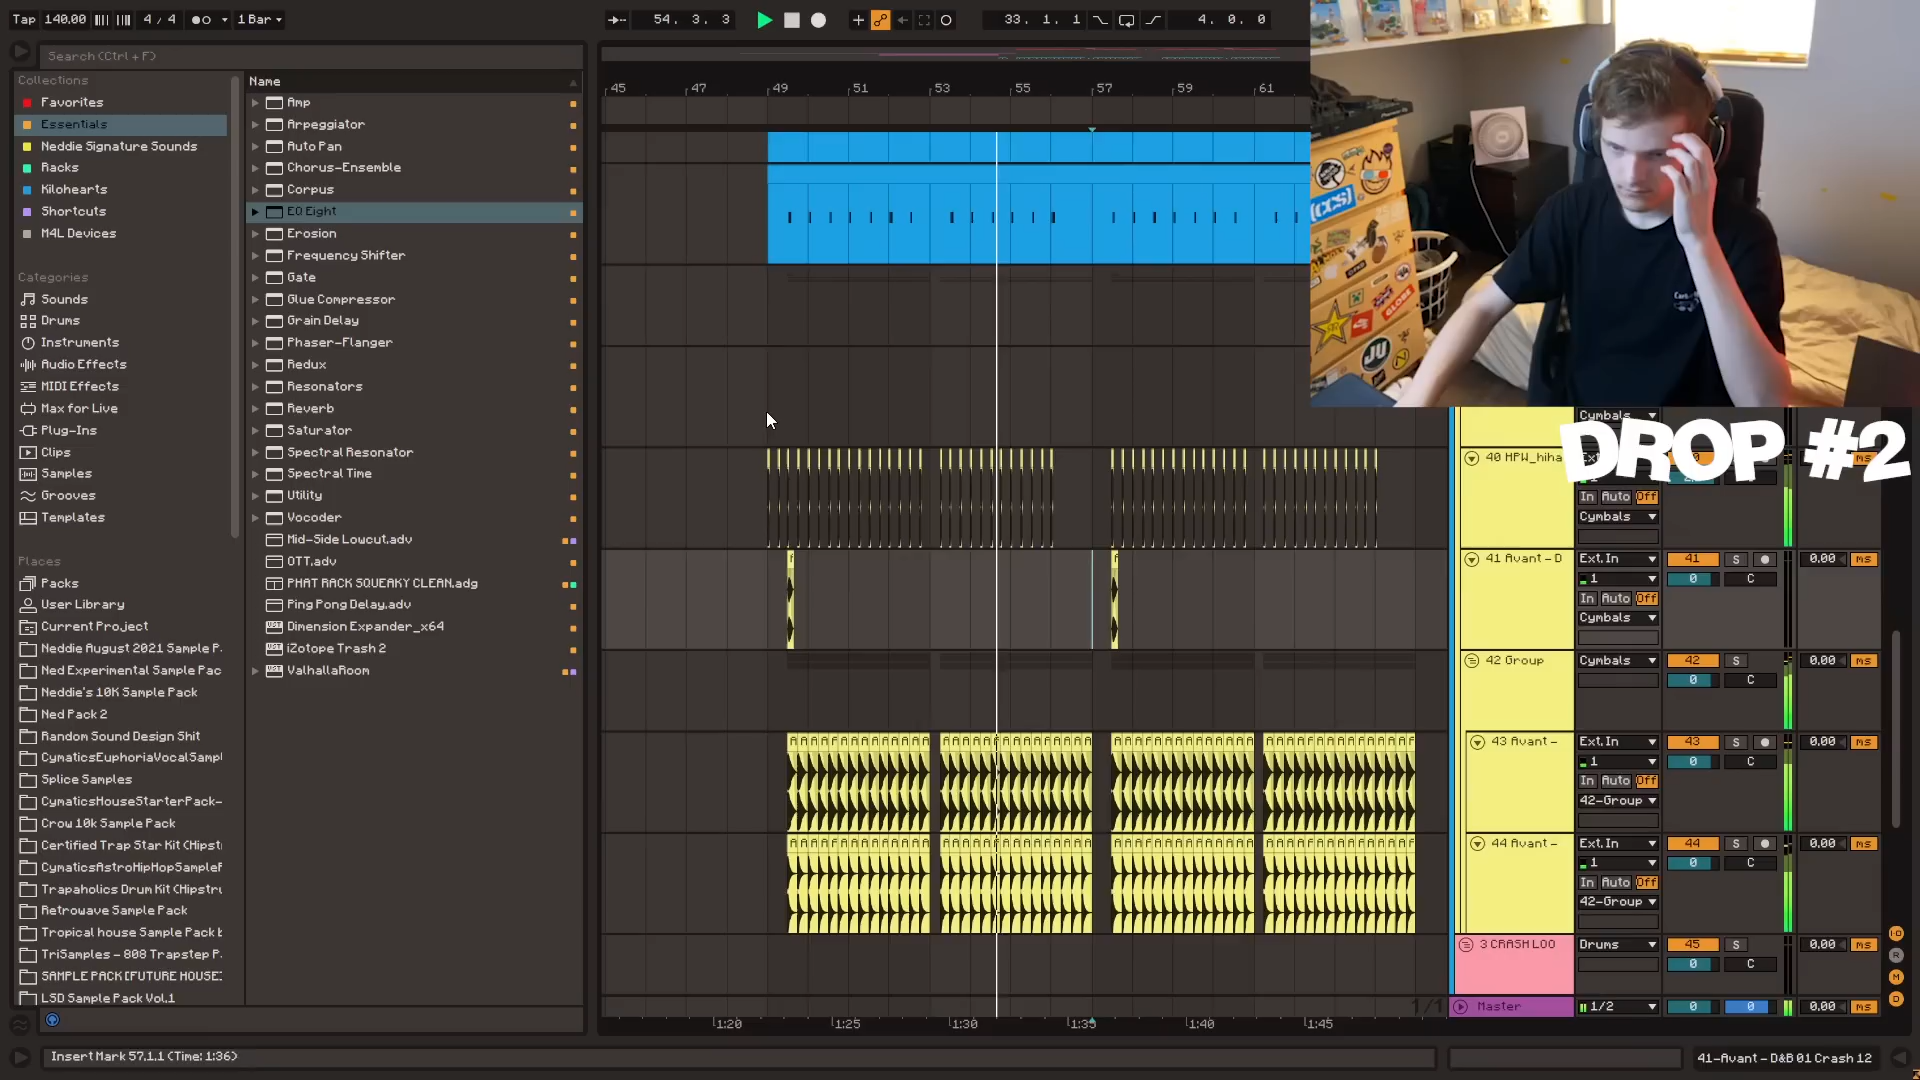 Tap 140.00 4 / 4 1 Bar 54. 3. 3 33. 1. 1 4. 0. 0
Search (Ctrl + F)
Collections
Favorites
Essentials
Neddie Signature Sounds
Racks
Kilohearts
Shortcuts
M4L Devices
Categories
Sounds
Drums
Instruments
Audio Effects
MIDI Effects
Max for Live
Plug-Ins
Clips
Samples
Grooves
Templates
Places
Packs
User Library
Current Project
Neddie August 2021 Sample P.
Ned Experimental Sample Pac
Neddie's 10K Sample Pack
Ned Pack 2
Random Sound Design Shit
CymaticsEuphoriaVocalSampl
Splice Samples
CymaticsHouseStarterPack-
Crow 10k Sample Pack
Certified Trap Star Kit (Hipst
CymaticsAstroHipHopSampleF
Trapaholics Drum Kit (Hipstru
Retrowave Sample Pack
Tropical house Sample Pack b
TriSamples - 808 Trapstep P.
SAMPLE PACK [FUTURE HOUSE]
LSD Sample Pack Vol.1
Name
Amp
Arpeggiator
Auto Pan
Chorus-Ensemble
Corpus
EQ Eight
Erosion
Frequency Shifter
Gate
Glue Compressor
Grain Delay
Phaser-Flanger
Redux
Resonators
Reverb
Saturator
Spectral Resonator
Spectral Time
Utility
Vocoder
Mid-Side Lowcut.adv
OTT.adv
PHAT RACK SQUEAKY CLEAN.adg
Ping Pong Delay.adv
Dimension Expander_x64
iZotope Trash 2
ValhallaRoom
45 47 49 51 53 55 57 59 61
Cymbals
DROP #2
40 MPW_hiha
In Auto Off
Cymbals
41 Avant - D Ext. In 41 S 0.00 ms
1 0 C
In Auto Off
Cymbals
42 Group Cymbals 42 S 0.00 ms
0 C
43 Avant - Ext. In 43 S 0.00 ms
1 0 C
In Auto Off
42-Group
44 Avant - Ext. In 44 S 0.00 ms
1 0 C
In Auto Off
42-Group
3 CRASH LOO Drums 45 S 0.00 ms
0 C
1/1 Master 1/2 0 0 0.00 ms
1:20 1:25 1:30 1:35 1:40 1:45
Insert Mark 57.1.1 (Time: 1:36)
41-Avant - D&B 01 Crash 12